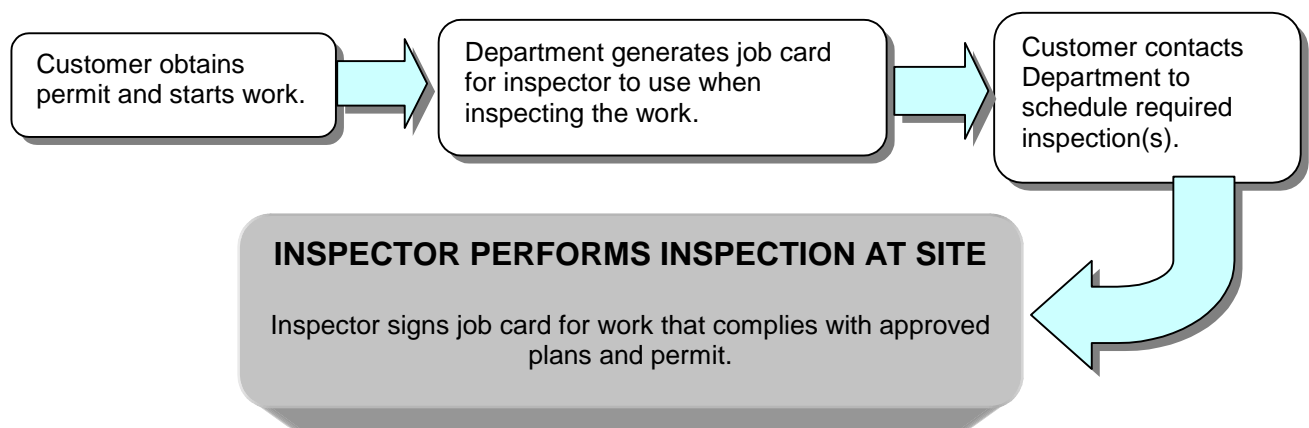 Customer obtains
permit and starts work.
Department generates job card
for inspector to use when
inspecting the work.
Customer contacts
Department to
schedule required
inspection(s).
INSPECTOR PERFORMS INSPECTION AT SITE
Inspector signs job card for work that complies with approved
plans and permit.